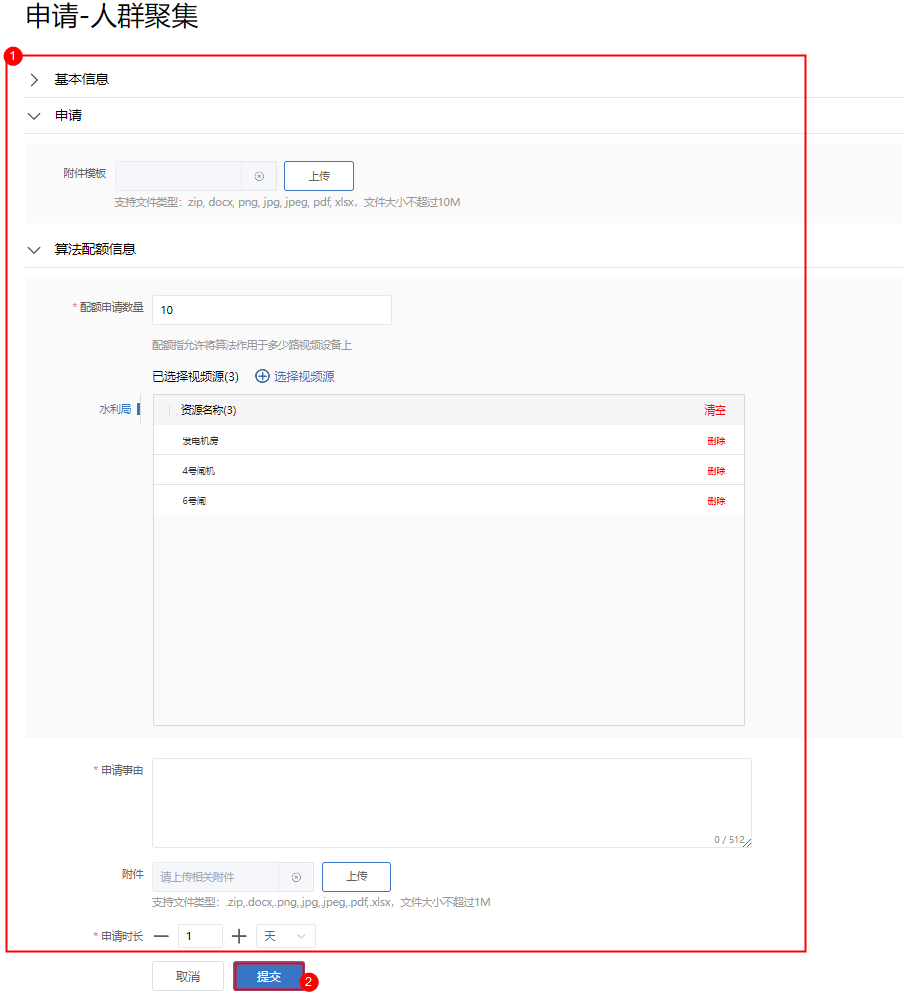 申请-人群聚集
1
基本信息
申请
附件模板 上传
支持文件类型：zip, docx, png, jpg, jpeg, pdf, xlsx，文件大小不超过10M
算法配额信息
* 配额申请数量 10
配额指允许将算法作用于多少路视频设备上
已选择视频源(3) 选择视频源
水利局 资源名称(3) 清空
发电机房 删除
4号闸机 删除
6号闸 删除
* 申请事由
0 / 512
附件 请上传相关附件 上传
支持文件类型：.zip,.docx,.png,.jpg,.jpeg,.pdf,.xlsx，文件大小不超过1M
* 申请时长 1 天
取消 提交 2